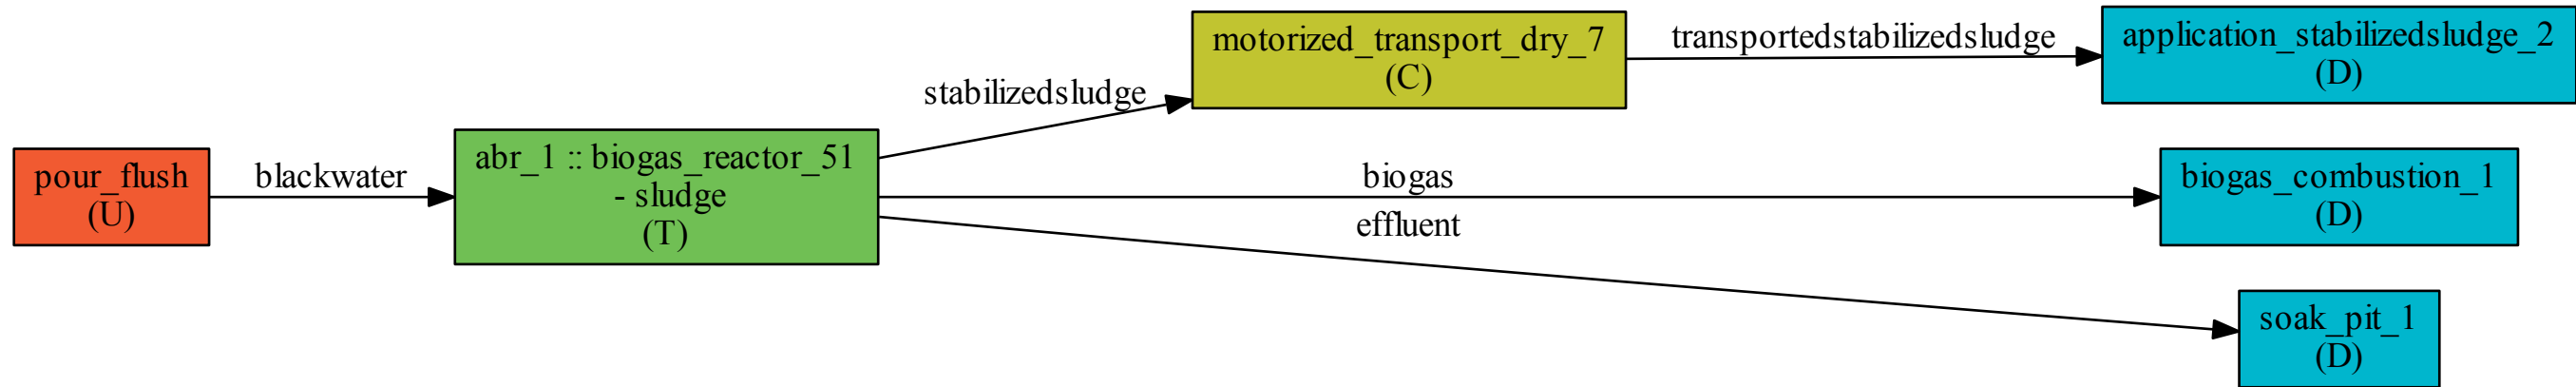 pour_flush
(U)
blackwater
abr_1 :: biogas_reactor_51
- sludge
(T)
stabilizedsludge
motorized_transport_dry_7
(C)
transportedstabilizedsludge
application_stabilizedsludge_2
(D)
biogas
biogas_combustion_1
(D)
effluent
soak_pit_1
(D)